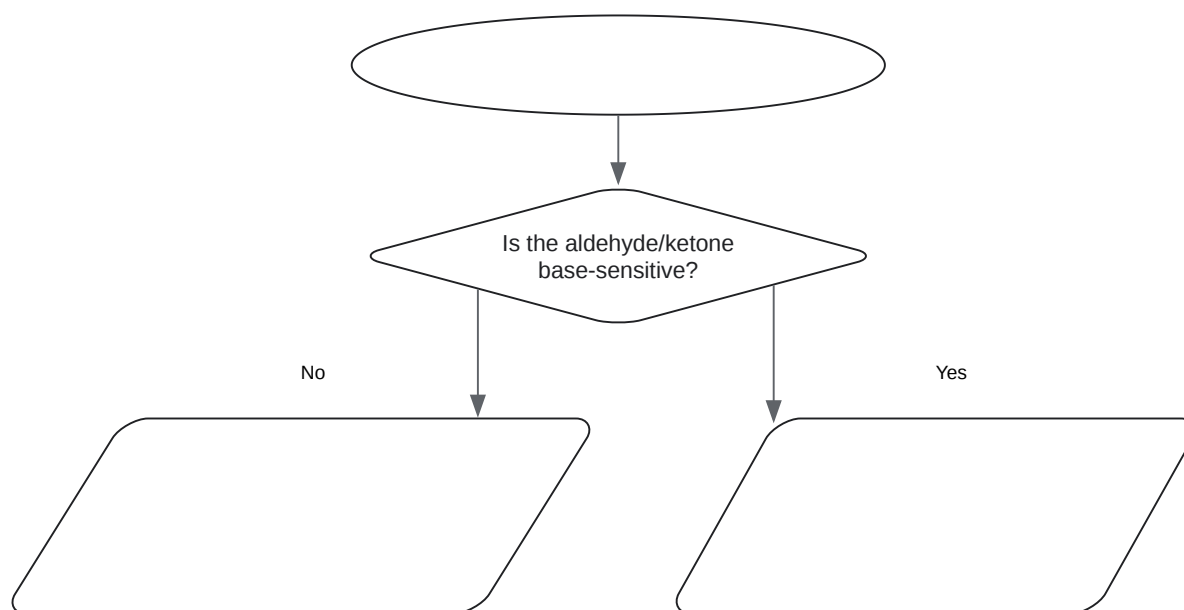 Is the aldehyde/ketone
base-sensitive?
No
Yes